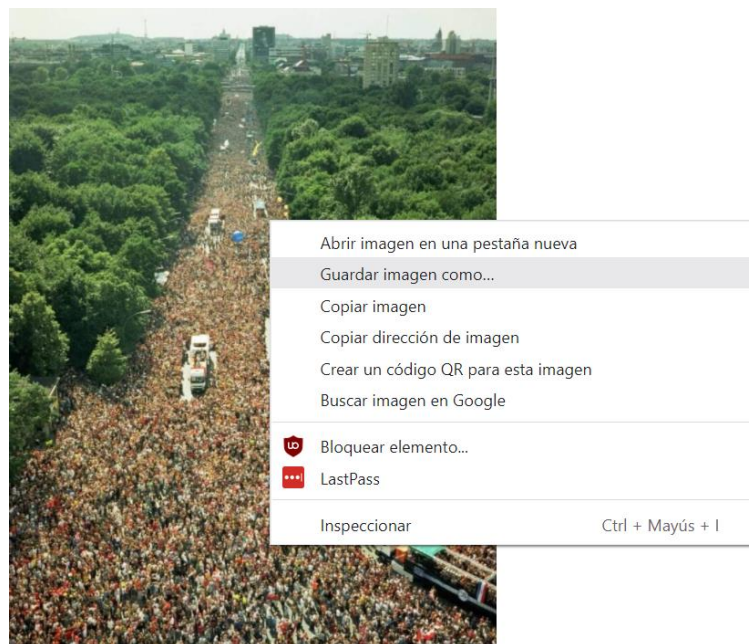 Abrir imagen en una pestaña nueva
Guardar imagen como...
Copiar imagen
Copiar dirección de imagen
Crear un código QR para esta imagen
Buscar imagen en Google
Bloquear elemento...
LastPass
Inspeccionar Ctrl + Mayús + I